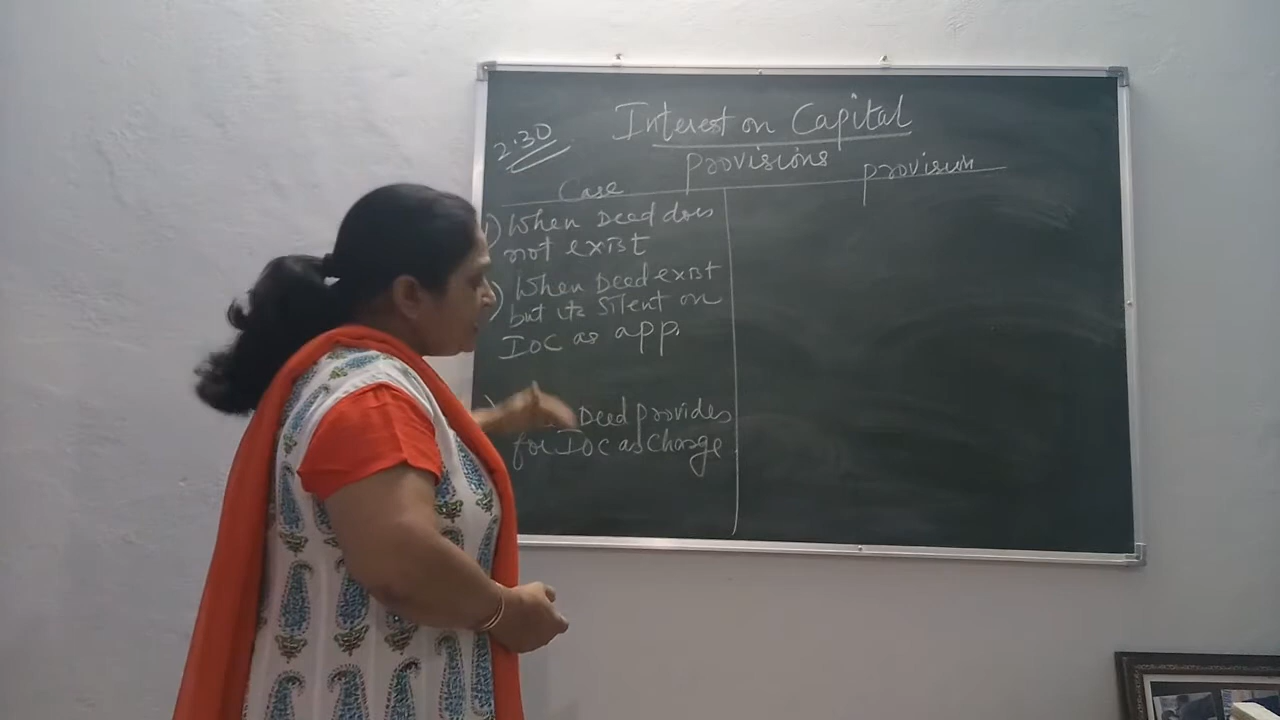 2.30
Interest on Capital
provisions
Case
provision
1) When Deed does
not exist
) When Deed exist
but its silent on
IOC as app.
Deed provides
for IOC as charge